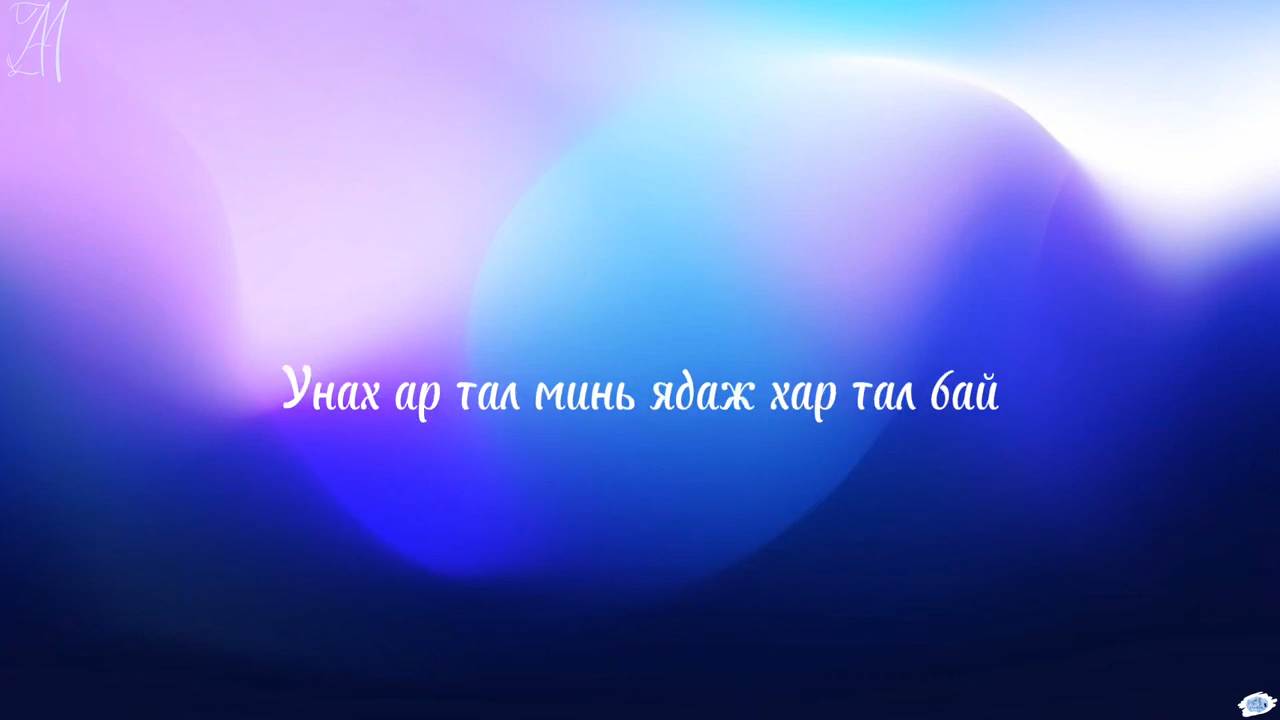 Унах ар тал минь ядаж хар тал бай